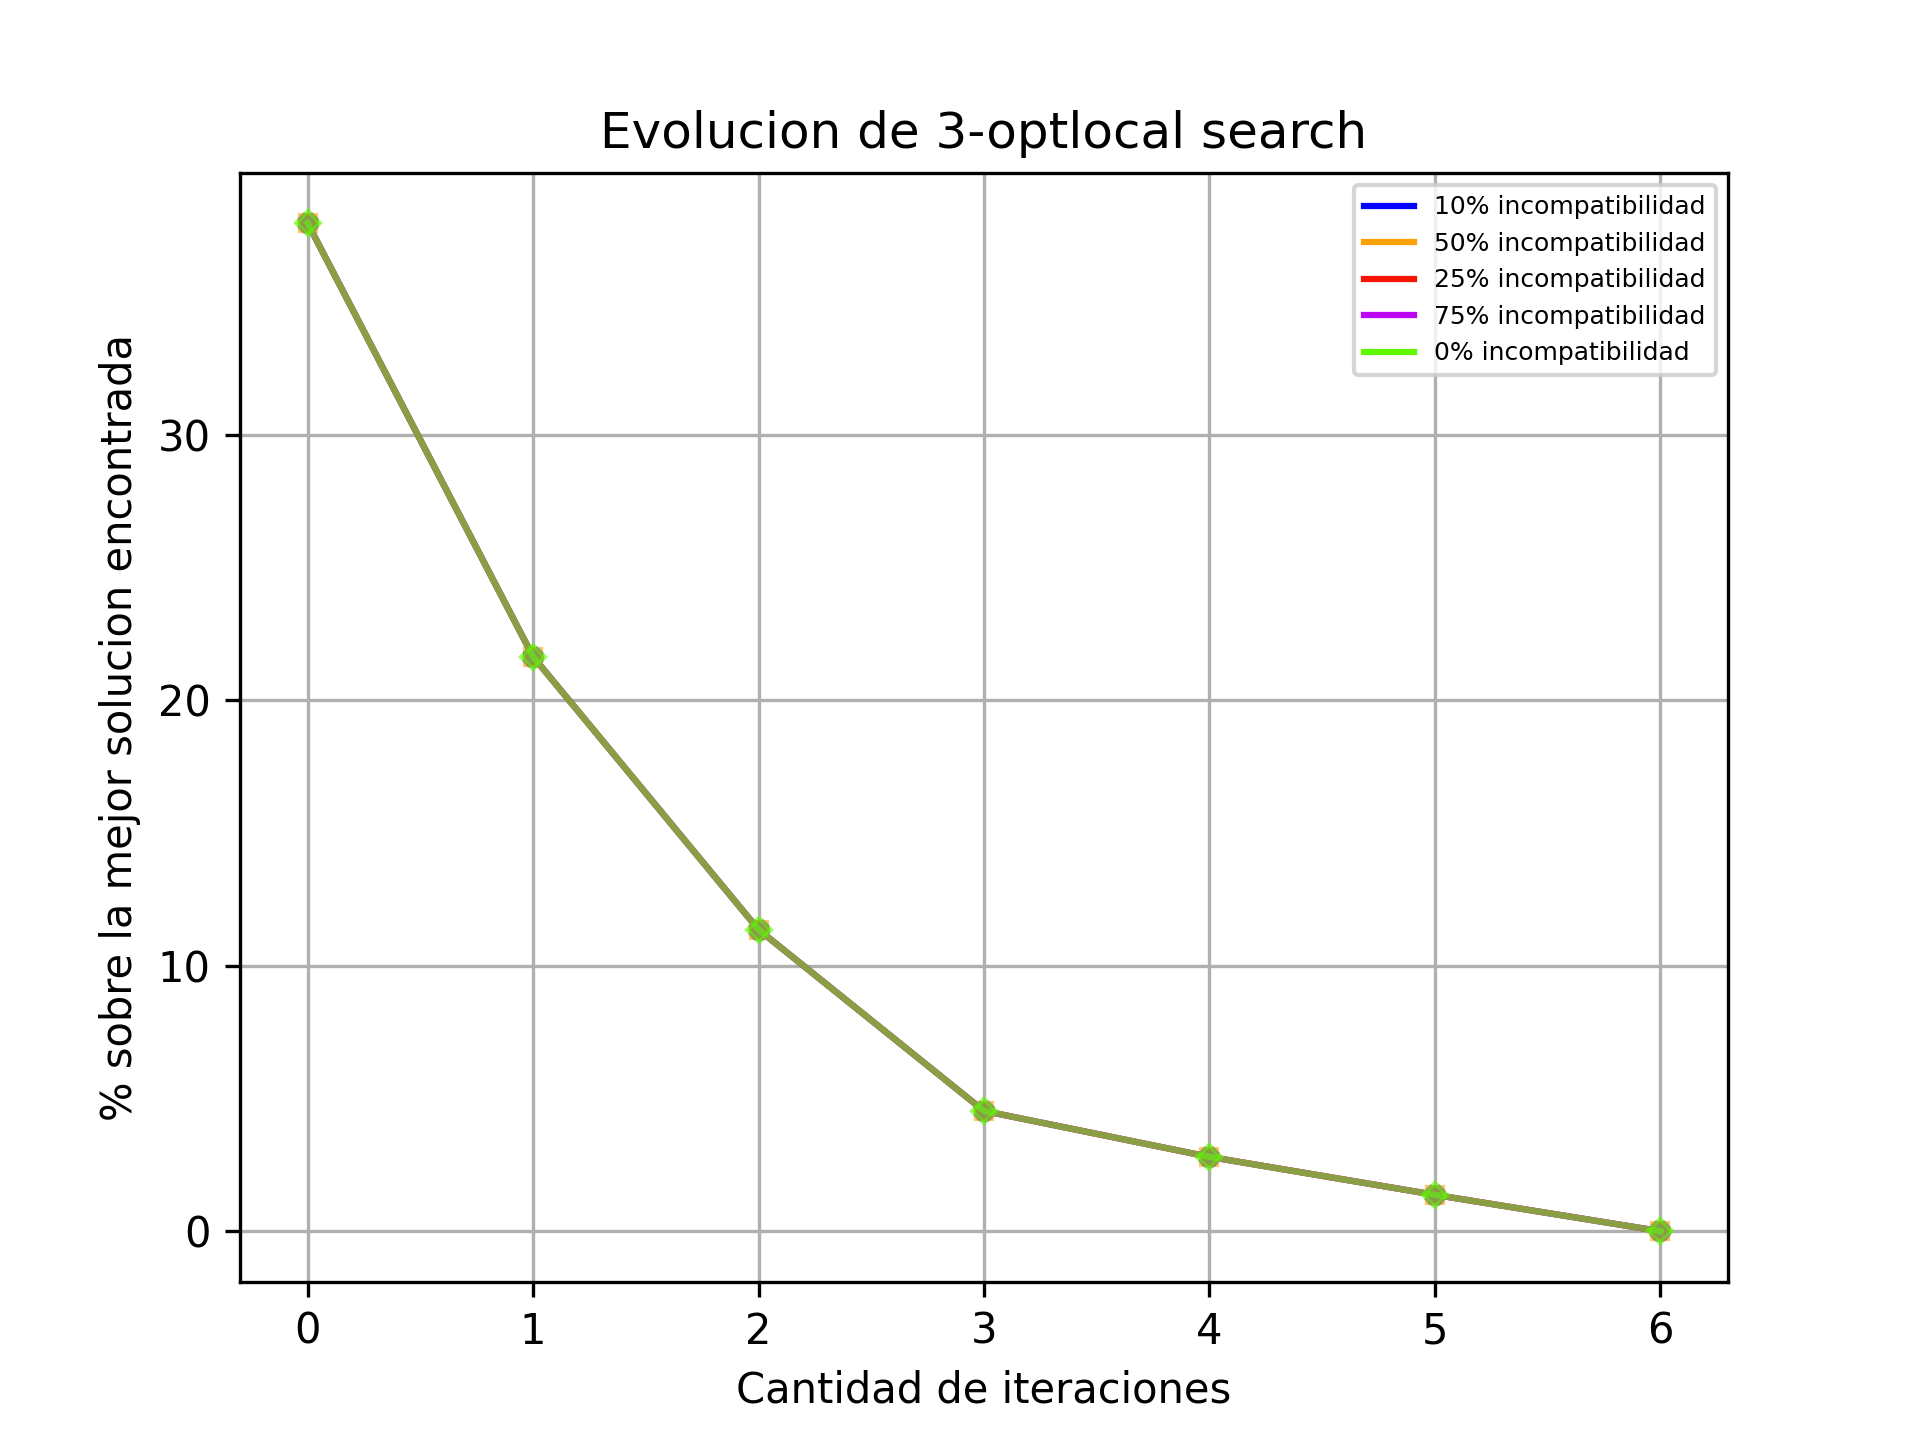 Evolucion de 3-optlocal search
10% incompatibilidad
50% incompatibilidad
25% incompatibilidad
75% incompatibilidad
0% incompatibilidad
% sobre la mejor solucion encontrada
30
20
10
0
0 1 2 3 4 5 6
Cantidad de iteraciones